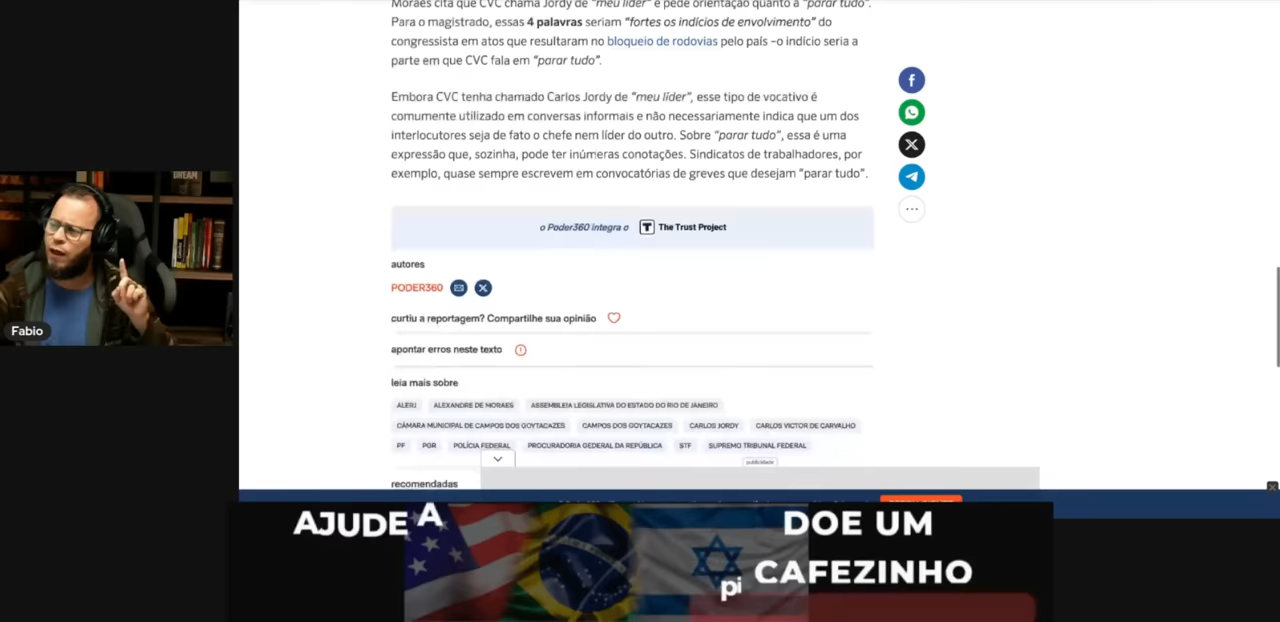 Moraes cita que CVC chama Jordy de "meu líder" e pede orientação quanto a "parar tudo".
Para o magistrado, essas 4 palavras seriam "fortes os indícios de envolvimento" do
congressista em atos que resultaram no bloqueio de rodovias pelo país –o indício seria a
parte em que CVC fala em "parar tudo".
Embora CVC tenha chamado Carlos Jordy de "meu líder", esse tipo de vocativo é
comumente utilizado em conversas informais e não necessariamente indica que um dos
interlocutores seja de fato o chefe nem líder do outro. Sobre "parar tudo", essa é uma
expressão que, sozinha, pode ter inúmeras conotações. Sindicatos de trabalhadores, por
exemplo, quase sempre escrevem em convocatórias de greves que desejam "parar tudo".
o Poder360 integra o T The Trust Project
autores
PODER360
curtiu a reportagem? Compartilhe sua opinião
apontar erros neste texto
leia mais sobre
ALERJ ALEXANDRE DE MORAES ASSEMBLEIA LEGISLATIVA DO ESTADO DO RIO DE JANEIRO
CÂMARA MUNICIPAL DE CAMPOS DOS GOYTACAZES CAMPOS DOS GOYTACAZES CARLOS JORDY CARLOS VICTOR DE CARVALHO
PF PGR POLÍCIA FEDERAL PROCURADORIA GERAL DA REPÚBLICA STF SUPREMO TRIBUNAL FEDERAL
publicidade
recomendadas
DREAM
Fabio
AJUDE A
DOE UM
pi CAFEZINHO